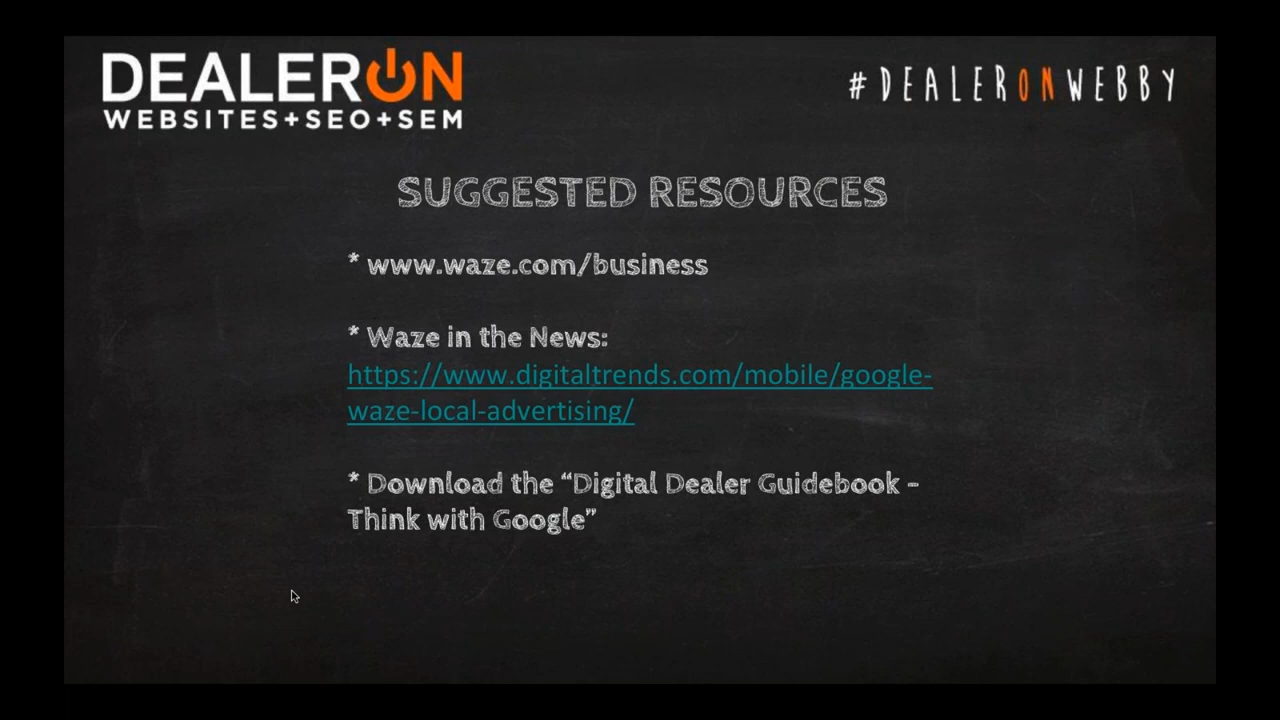 DEALERON
WEBSITES+SEO+SEM
#DEALERONWEBBY
SUGGESTED RESOURCES
* www.waze.com/business
* Waze in the News:
https://www.digitaltrends.com/mobile/google-
waze-local-advertising/
* Download the “Digital Dealer Guidebook -
Think with Google”